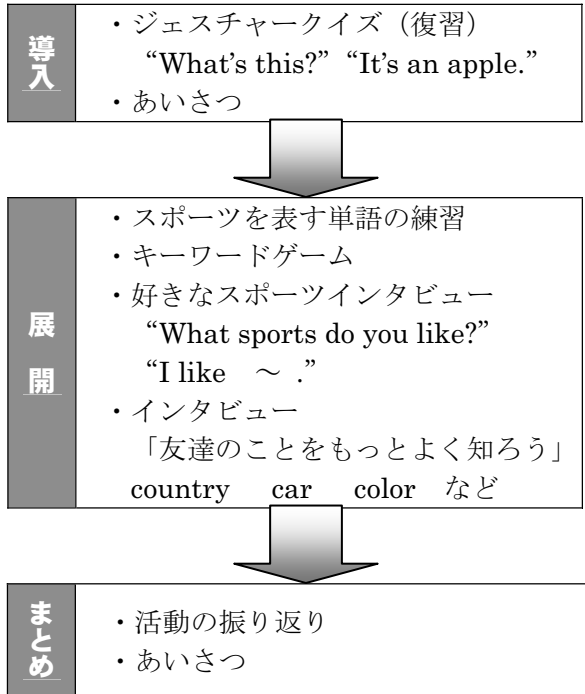 導入
・ジェスチャークイズ（復習）
“What's this?” “It's an apple.”
・あいさつ
展開
・スポーツを表す単語の練習
・キーワードゲーム
・好きなスポーツインタビュー
“What sports do you like?”
“I like ～ .”
・インタビュー
「友達のことをもっとよく知ろう」
country car color など
まとめ
・活動の振り返り
・あいさつ